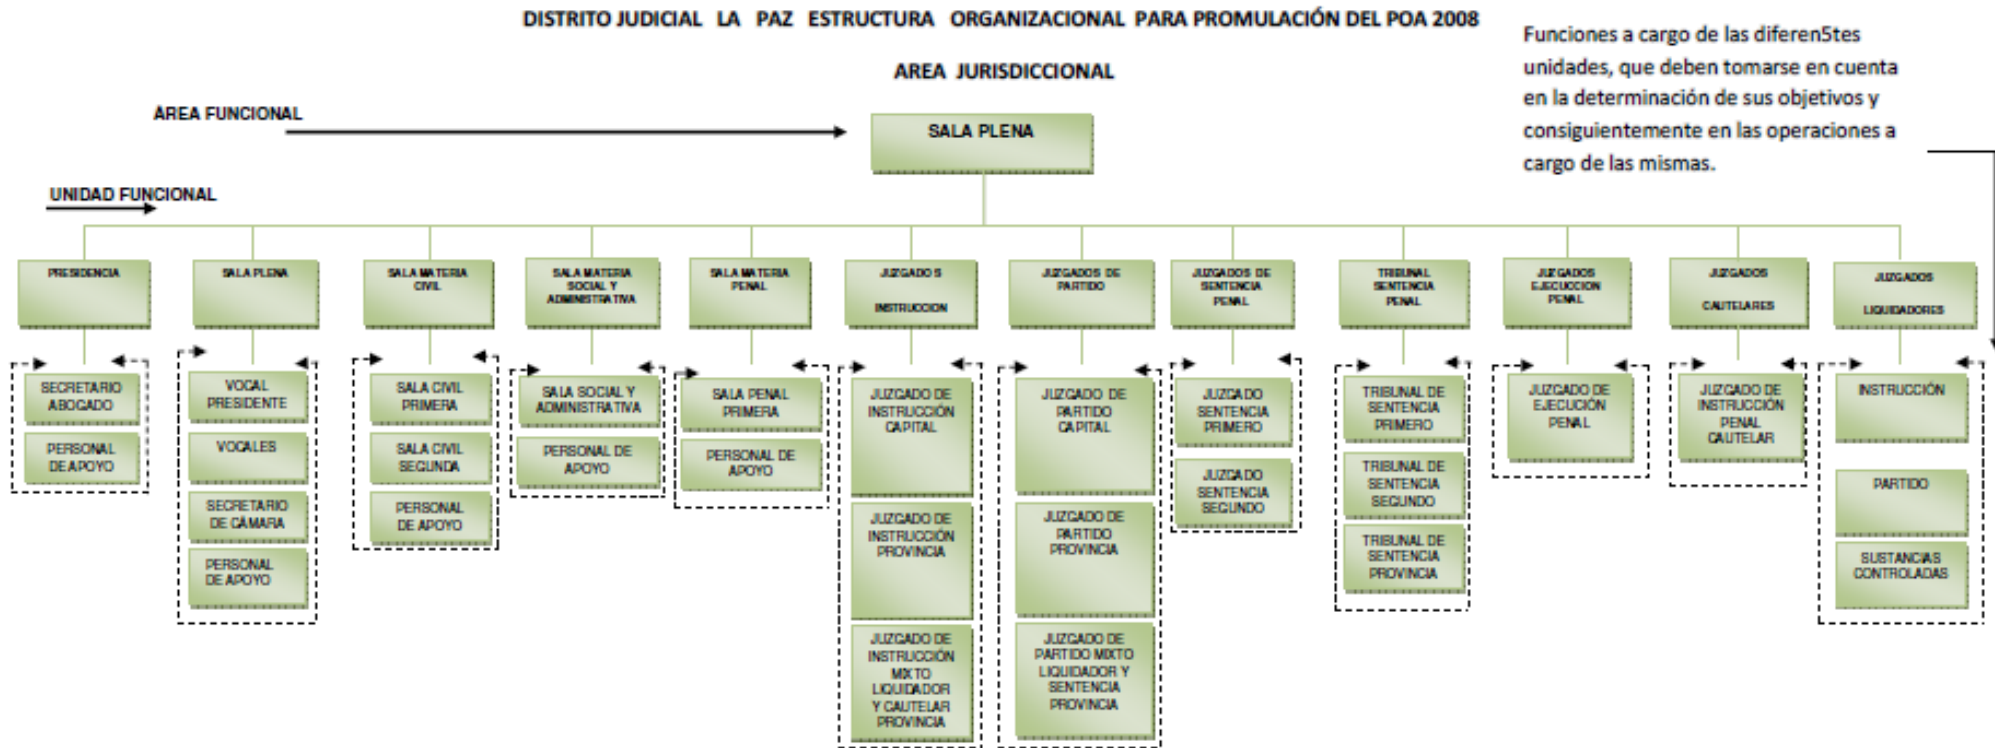 DISTRITO JUDICIAL LA PAZ ESTRUCTURA ORGANIZACIONAL PARA PROMULACIÓN DEL POA 2008
AREA JURISDICCIONAL
Funciones a cargo de las diferen5tes
unidades, que deben tomarse en cuenta
en la determinación de sus objetivos y
consiguientemente en las operaciones a
cargo de las mismas.
ÁREA FUNCIONAL
SALA PLENA
UNIDAD FUNCIONAL
PRESIDENCIA
SALA PLENA
SALA MATERIA
CIVIL
SALA MATERIA
SOCIAL Y
ADMINISTRATIVA
SALA MATERIA
PENAL
JUZGADOS
INSTRUCCION
JUZGADOS DE
PARTIDO
JUZGADOS DE
SENTENCIA
PENAL
TRIBUNAL
SENTENCIA
PENAL
JUZGADOS
EJECUCCION
PENAL
JUZGADOS
CAUTELARES
JUZGADOS
LIQUIDADORES
SECRETARIO
ABOGADO
PERSONAL
DE APOYO
VOCAL
PRESIDENTE
VOCALES
SECRETARIO
DE CÁMARA
PERSONAL
DE APOYO
SALA CIVIL
PRIMERA
SALA CIVIL
SEGUNDA
PERSONAL
DE APOYO
SALA SOCIAL Y
ADMINISTRATIVA
PERSONAL DE
APOYO
SALA PENAL
PRIMERA
PERSONAL DE
APOYO
JUZGADO DE
INSTRUCCIÓN
CAPITAL
JUZGADO DE
INSTRUCCIÓN
PROVINCIA
JUZGADO DE
INSTRUCCIÓN
MIXTO
LIQUIDADOR
Y CAUTELAR
PROVINCIA
JUZGADO DE
PARTIDO
CAPITAL
JUZGADO DE
PARTIDO
PROVINCIA
JUZGADO DE
PARTIDO MIXTO
LIQUIDADOR Y
SENTENCIA
PROVINCIA
JUZGADO
SENTENCIA
PRIMERO
JUZGADO
SENTENCIA
SEGUNDO
TRIBUNAL DE
SENTENCIA
PRIMERO
TRIBUNAL DE
SENTENCIA
SEGUNDO
TRIBUNAL DE
SENTENCIA
PROVINCIA
JUZGADO DE
EJECUCIÓN
PENAL
JUZGADO DE
INSTRUCCIÓN
PENAL
CAUTELAR
INSTRUCCIÓN
PARTIDO
SUSTANCIAS
CONTROLADAS